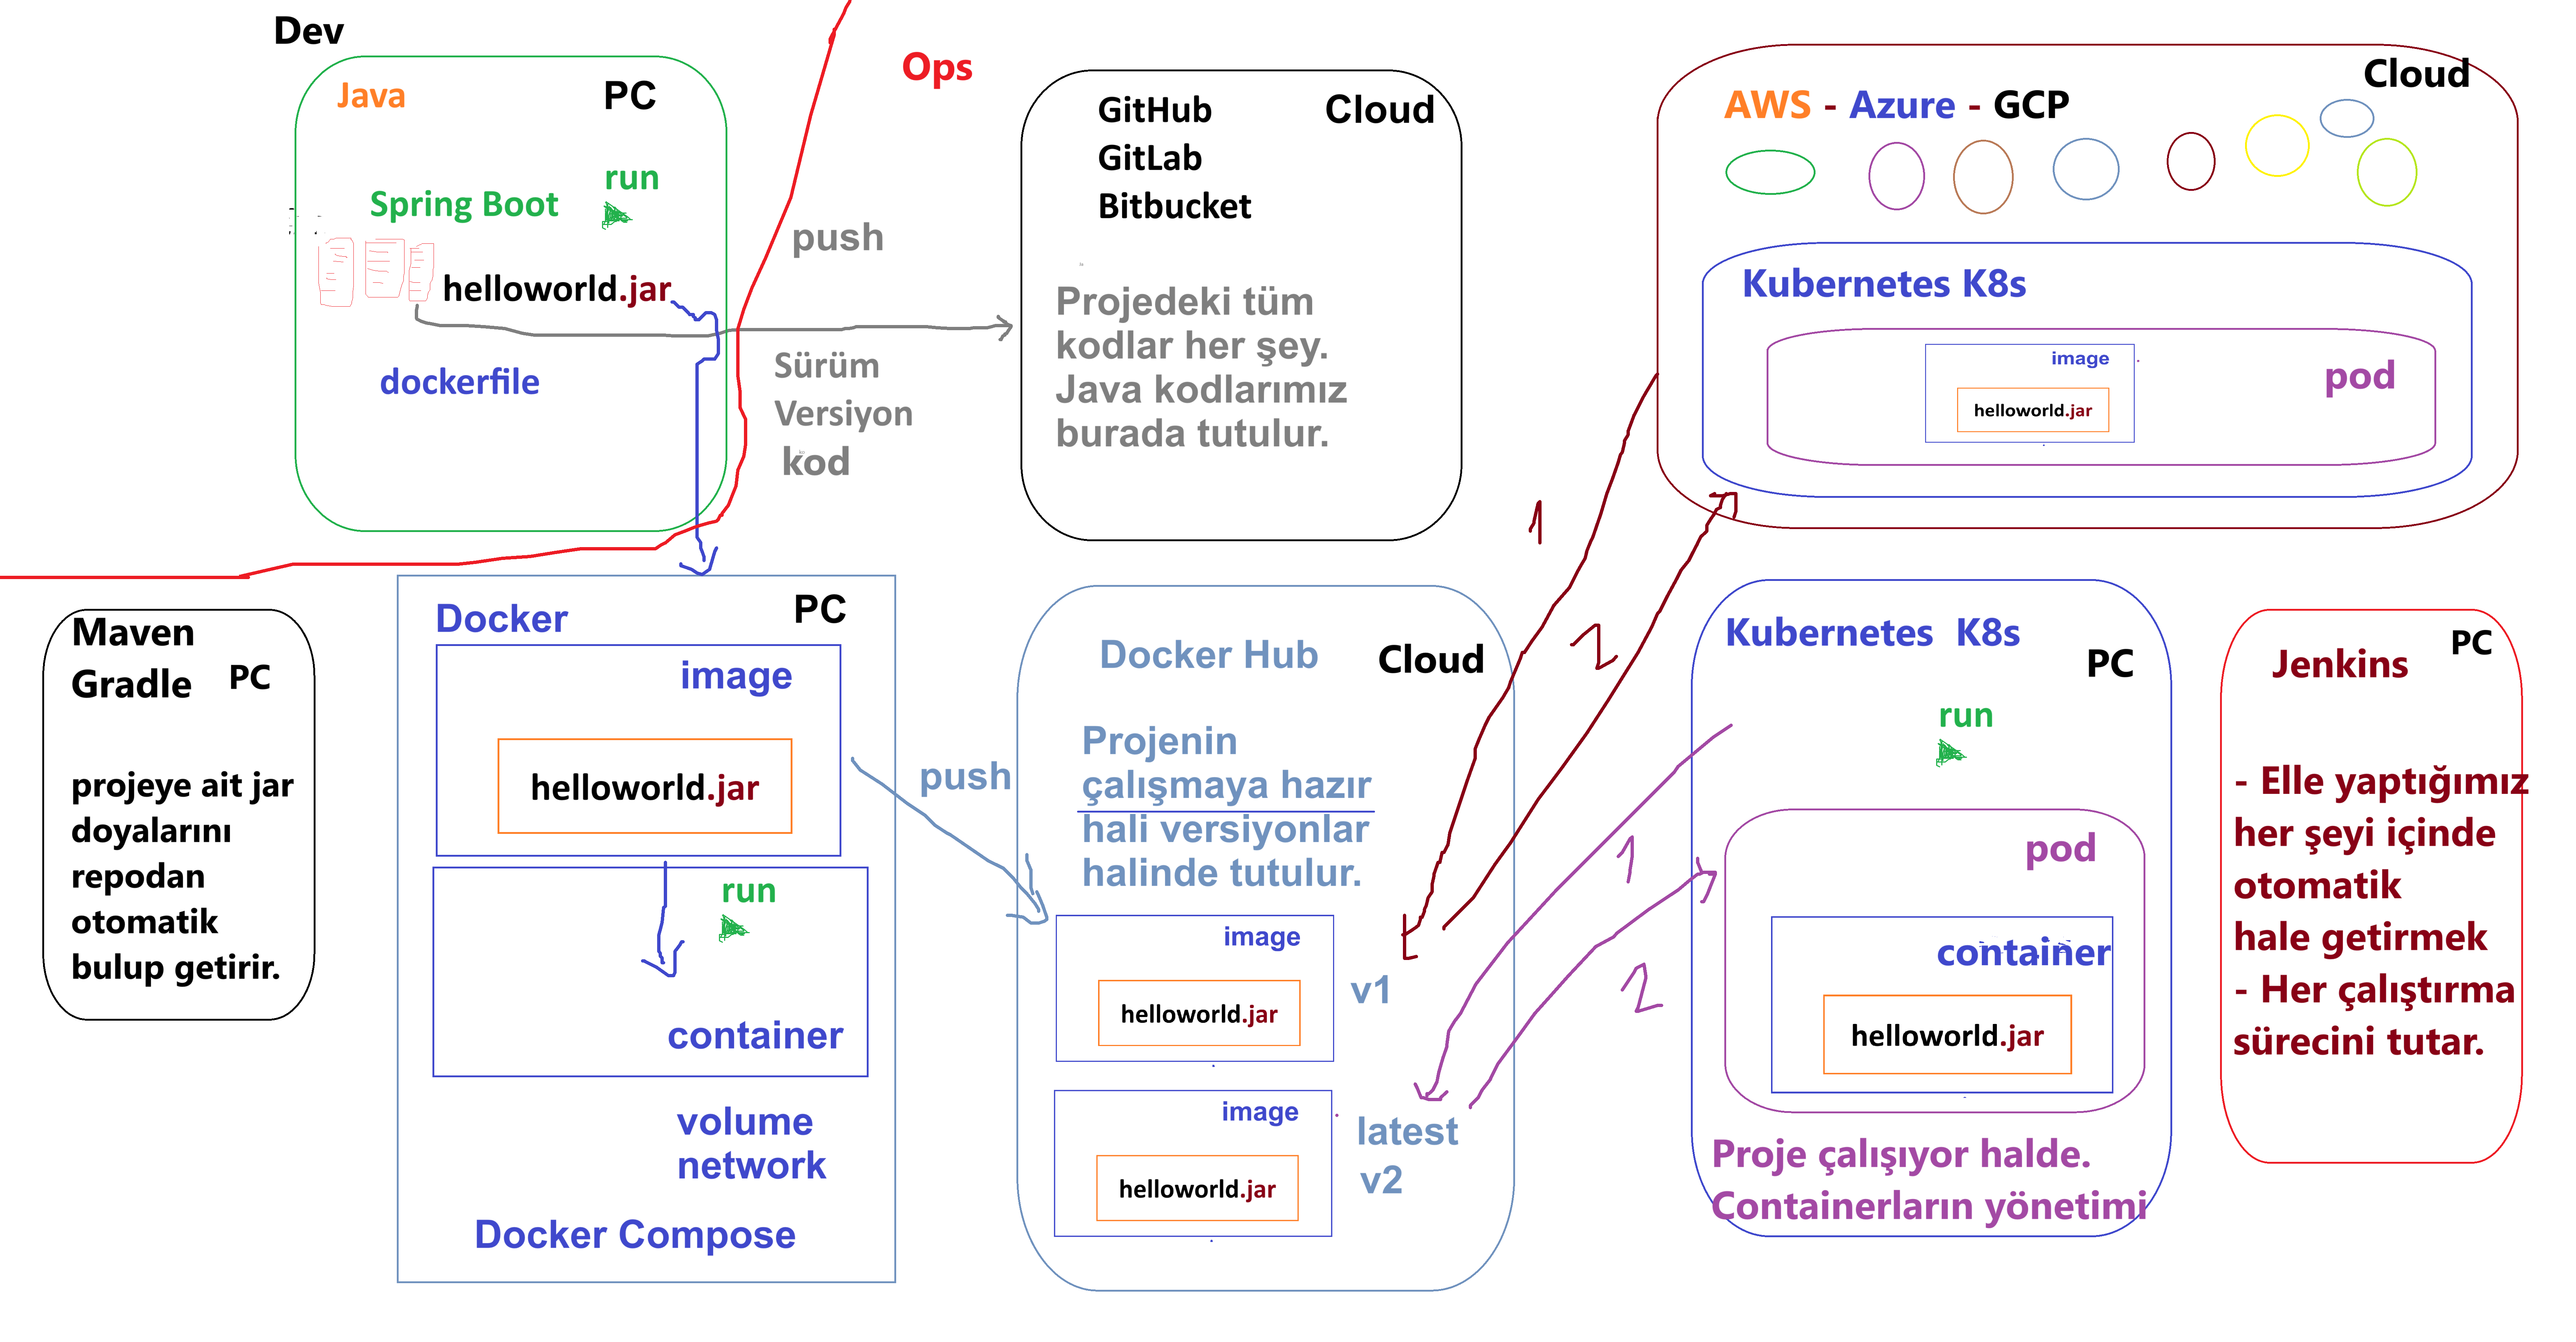 Dev
Java
PC
Spring Boot
run
helloworld.jar
dockerfile
Ops
push
Sürüm
Versiyon
kod
GitHub
GitLab
Bitbucket
Cloud
Projedeki tüm
kodlar her şey.
Java kodlarımız
burada tutulur.
Cloud
AWS - Azure - GCP
Kubernetes K8s
image
pod
helloworld.jar
Maven
Gradle PC
projeye ait jar
doyalarını
repodan
otomatik
bulup getirir.
Docker
PC
image
helloworld.jar
run
container
volume
network
Docker Compose
push
Docker Hub
Cloud
Projenin
çalışmaya hazır
hali versiyonlar
halinde tutulur.
image
helloworld.jar
v1
image
helloworld.jar
latest
v2
1
2
1
2
Kubernetes K8s
PC
run
pod
container
helloworld.jar
Proje çalışıyor halde.
Containerların yönetimi
PC
Jenkins
- Elle yaptığımız
her şeyi içinde
otomatik
hale getirmek
- Her çalıştırma
sürecini tutar.